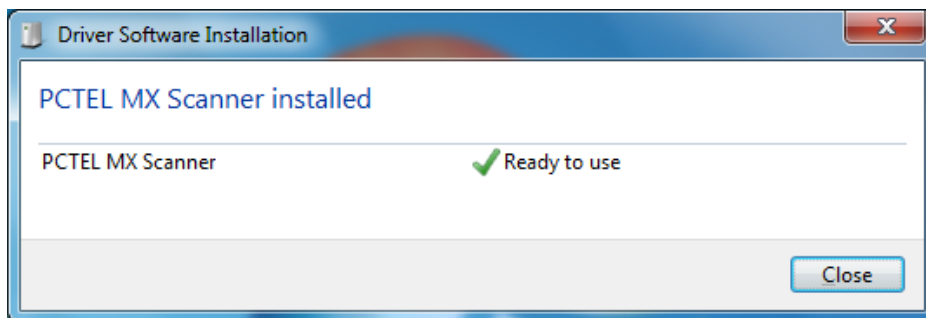 Driver Software Installation
PCTEL MX Scanner installed
PCTEL MX Scanner Ready to use
Close